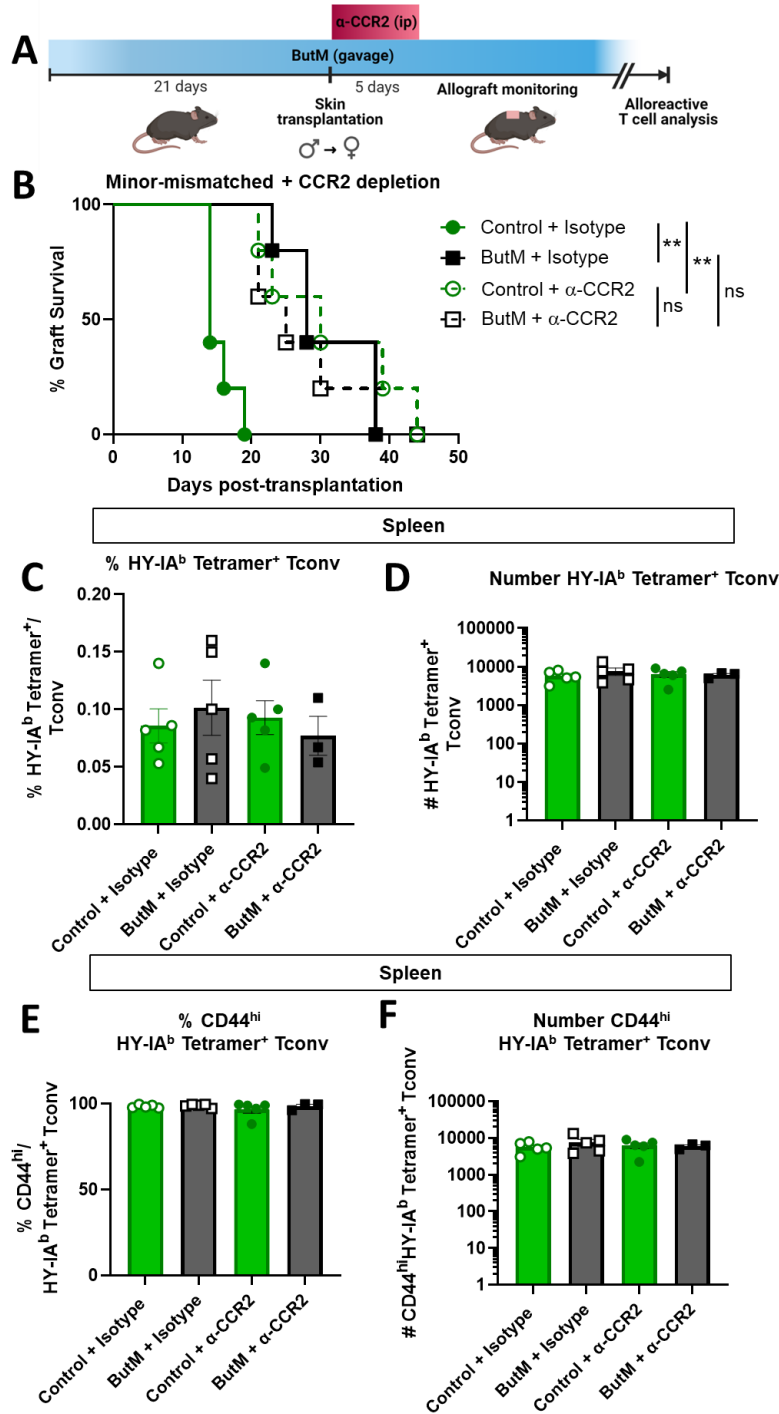 A
α-CCR2 (ip)
ButM (gavage)
21 days
5 days
Skin
transplantation
♂ → ♀
Allograft monitoring
Alloreactive
T cell analysis
B
Minor-mismatched + CCR2 depletion
% Graft Survival
100
50
0
0 10 20 30 40 50
Days post-transplantation
Control + Isotype
ButM + Isotype
Control + α-CCR2
ButM + α-CCR2
**
**
ns
ns
Spleen
C
% HY-IAᵇ Tetramer⁺ Tconv
% HY-IAᵇ Tetramer⁺/
Tconv
0.20
0.15
0.10
0.05
0.00
Control + Isotype
ButM + Isotype
Control + α-CCR2
ButM + α-CCR2
D
Number HY-IAᵇ Tetramer⁺ Tconv
# HY-IAᵇ Tetramer⁺
Tconv
100000
10000
1000
100
10
1
Control + Isotype
ButM + Isotype
Control + α-CCR2
ButM + α-CCR2
Spleen
E
% CD44ʰⁱ
HY-IAᵇ Tetramer⁺ Tconv
% CD44ʰⁱ/
HY-IAᵇ Tetramer⁺ Tconv
100
50
0
Control + Isotype
ButM + Isotype
Control + α-CCR2
ButM + α-CCR2
F
Number CD44ʰⁱ
HY-IAᵇ Tetramer⁺ Tconv
# CD44ʰⁱHY-IAᵇ Tetramer⁺ Tconv
100000
10000
1000
100
10
1
Control + Isotype
ButM + Isotype
Control + α-CCR2
ButM + α-CCR2